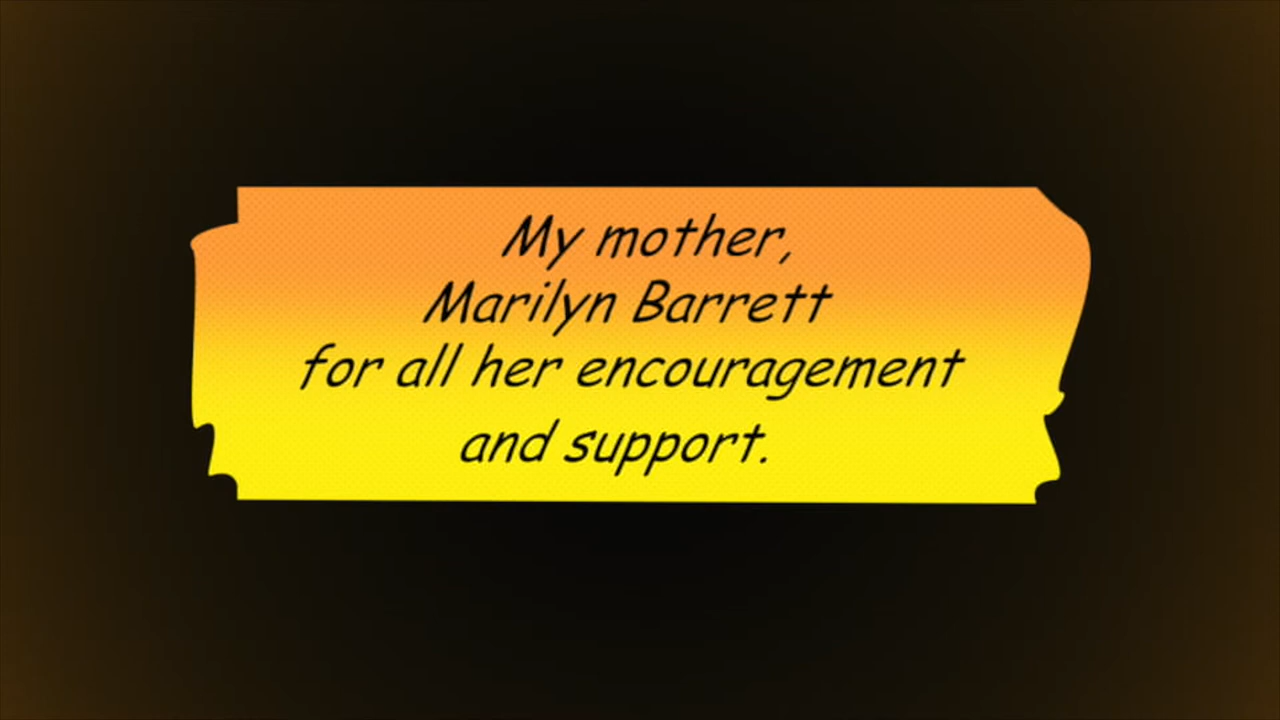 My mother,
Marilyn Barrett
for all her encouragement
and support.